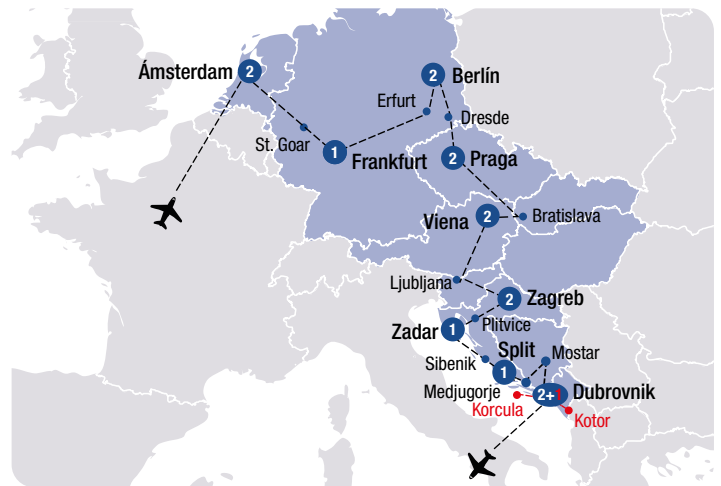 Ámsterdam 2
2 Berlín
Erfurt
Dresde
St. Goar
1 Frankfurt
2 Praga
Viena 2
Bratislava
Ljubljana
2 Zagreb
Plitvice
Zadar 1
Split
1
Sibenik
Mostar
Medjugorje
2+1 Dubrovnik
Korcula
Kotor